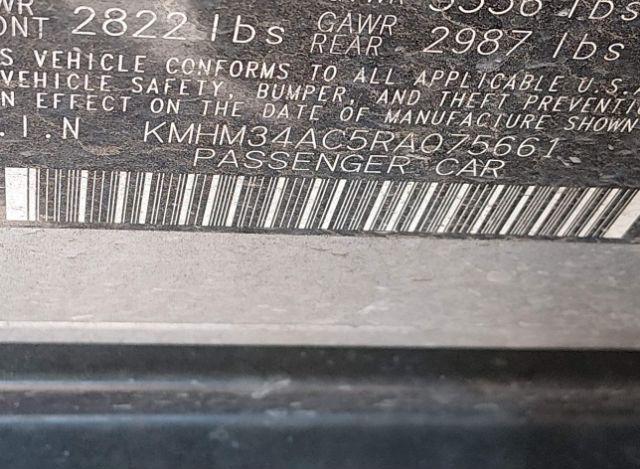 GAWR
FRONT 2822 lbs GAWR REAR 2987 lbs
S VEHICLE CONFORMS TO ALL APPLICABLE U.S.
VEHICLE SAFETY, BUMPER, AND THEFT PREVENTI
N EFFECT ON THE DATE OF MANUFACTURE SHOWN
.I.N KMHM34AC5RA075661
PASSENGER CAR